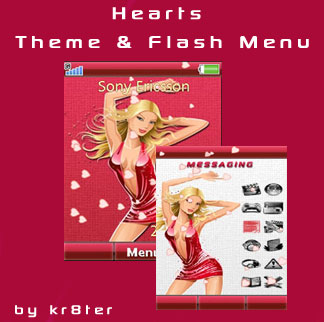 Hearts
Theme & Flash Menu
Sony Ericsson
MESSAGING
Menu
by kr8ter